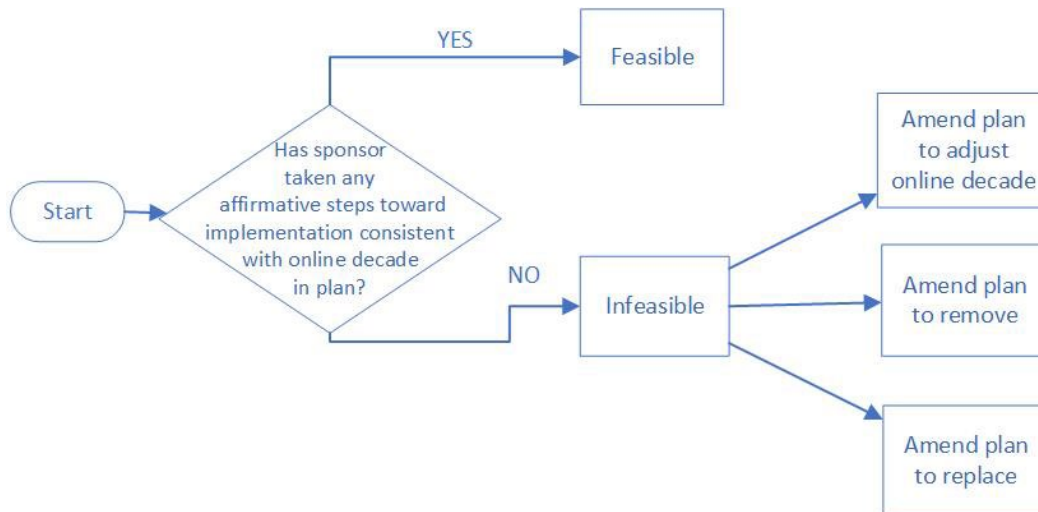 YES
Feasible
Start
Has sponsor
taken any
affirmative steps toward
implementation consistent
with online decade
in plan?
NO
Infeasible
Amend plan
to adjust
online decade
Amend plan
to remove
Amend plan
to replace